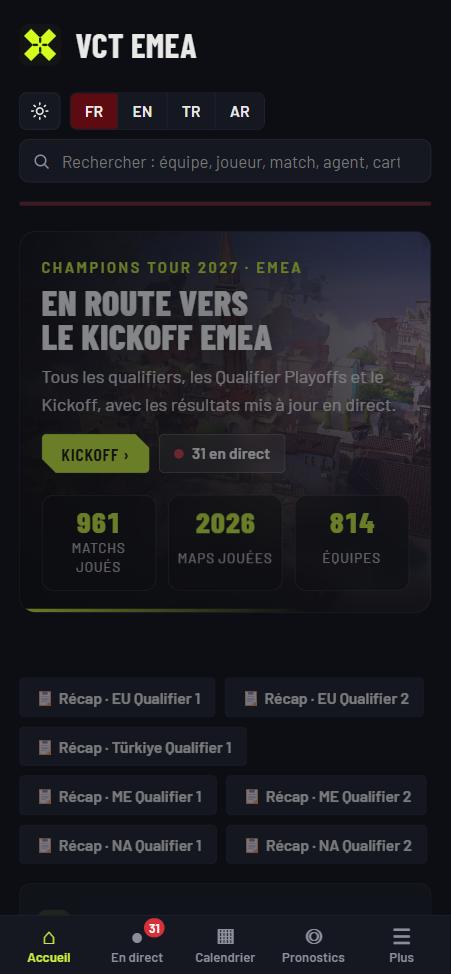 VCT EMEA
FR EN TR AR
Rechercher : équipe, joueur, match, agent, cart
CHAMPIONS TOUR 2027 · EMEA
EN ROUTE VERS
LE KICKOFF EMEA
Tous les qualifiers, les Qualifier Playoffs et le
Kickoff, avec les résultats mis à jour en direct.
KICKOFF › 31 en direct
961 2026 814
MATCHS JOUÉS MAPS JOUÉES ÉQUIPES
Récap · EU Qualifier 1 Récap · EU Qualifier 2
Récap · Türkiye Qualifier 1
Récap · ME Qualifier 1 Récap · ME Qualifier 2
Récap · NA Qualifier 1 Récap · NA Qualifier 2
31
Accueil En direct Calendrier Pronostics Plus